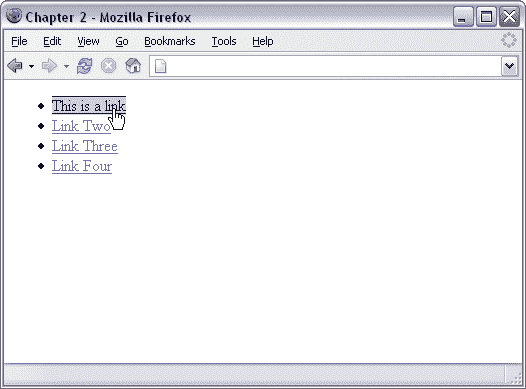 Chapter 2 - Mozilla Firefox
File Edit View Go Bookmarks Tools Help
This is a link
Link Two
Link Three
Link Four